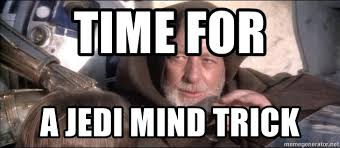 TIME FOR
A JEDI MIND TRICK
memegenerator.net